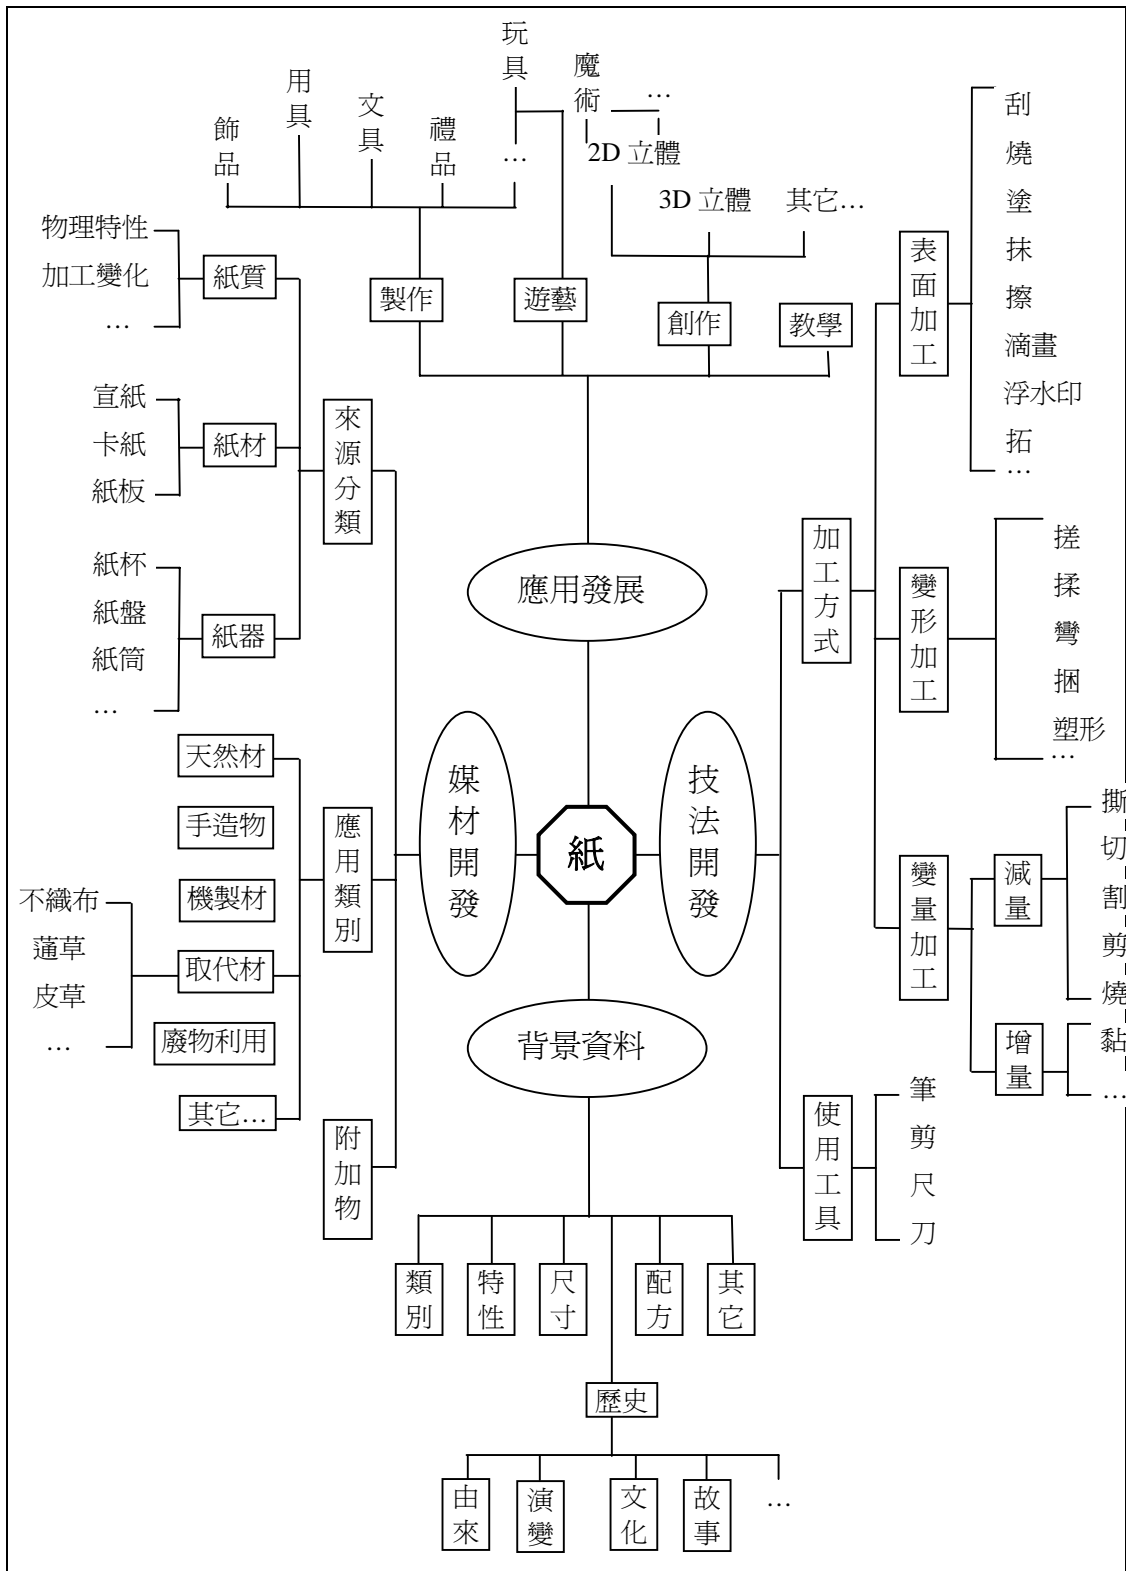 玩具
魔術
…
用具
文具
飾品
禮品
…
2D 立體
3D 立體
其它…
製作
遊藝
創作
教學
應用發展
物理特性
加工變化
…
紙質
宣紙
卡紙
紙板
紙材
紙杯
紙盤
紙筒
…
紙器
來源分類
天然材
手造物
機製材
不織布
蓪草
皮草
…
取代材
廢物利用
其它…
應用類別
附加物
媒材開發
紙
技法開發
加工方式
表面加工
刮
燒
塗
抹
擦
滴畫
浮水印
拓
…
變形加工
搓
揉
彎
捆
塑形
…
變量加工
減量
撕
切
割
剪
燒
增量
黏
…
使用工具
筆
剪
尺
刀
背景資料
類別
特性
尺寸
配方
其它
歷史
由來
演變
文化
故事
…